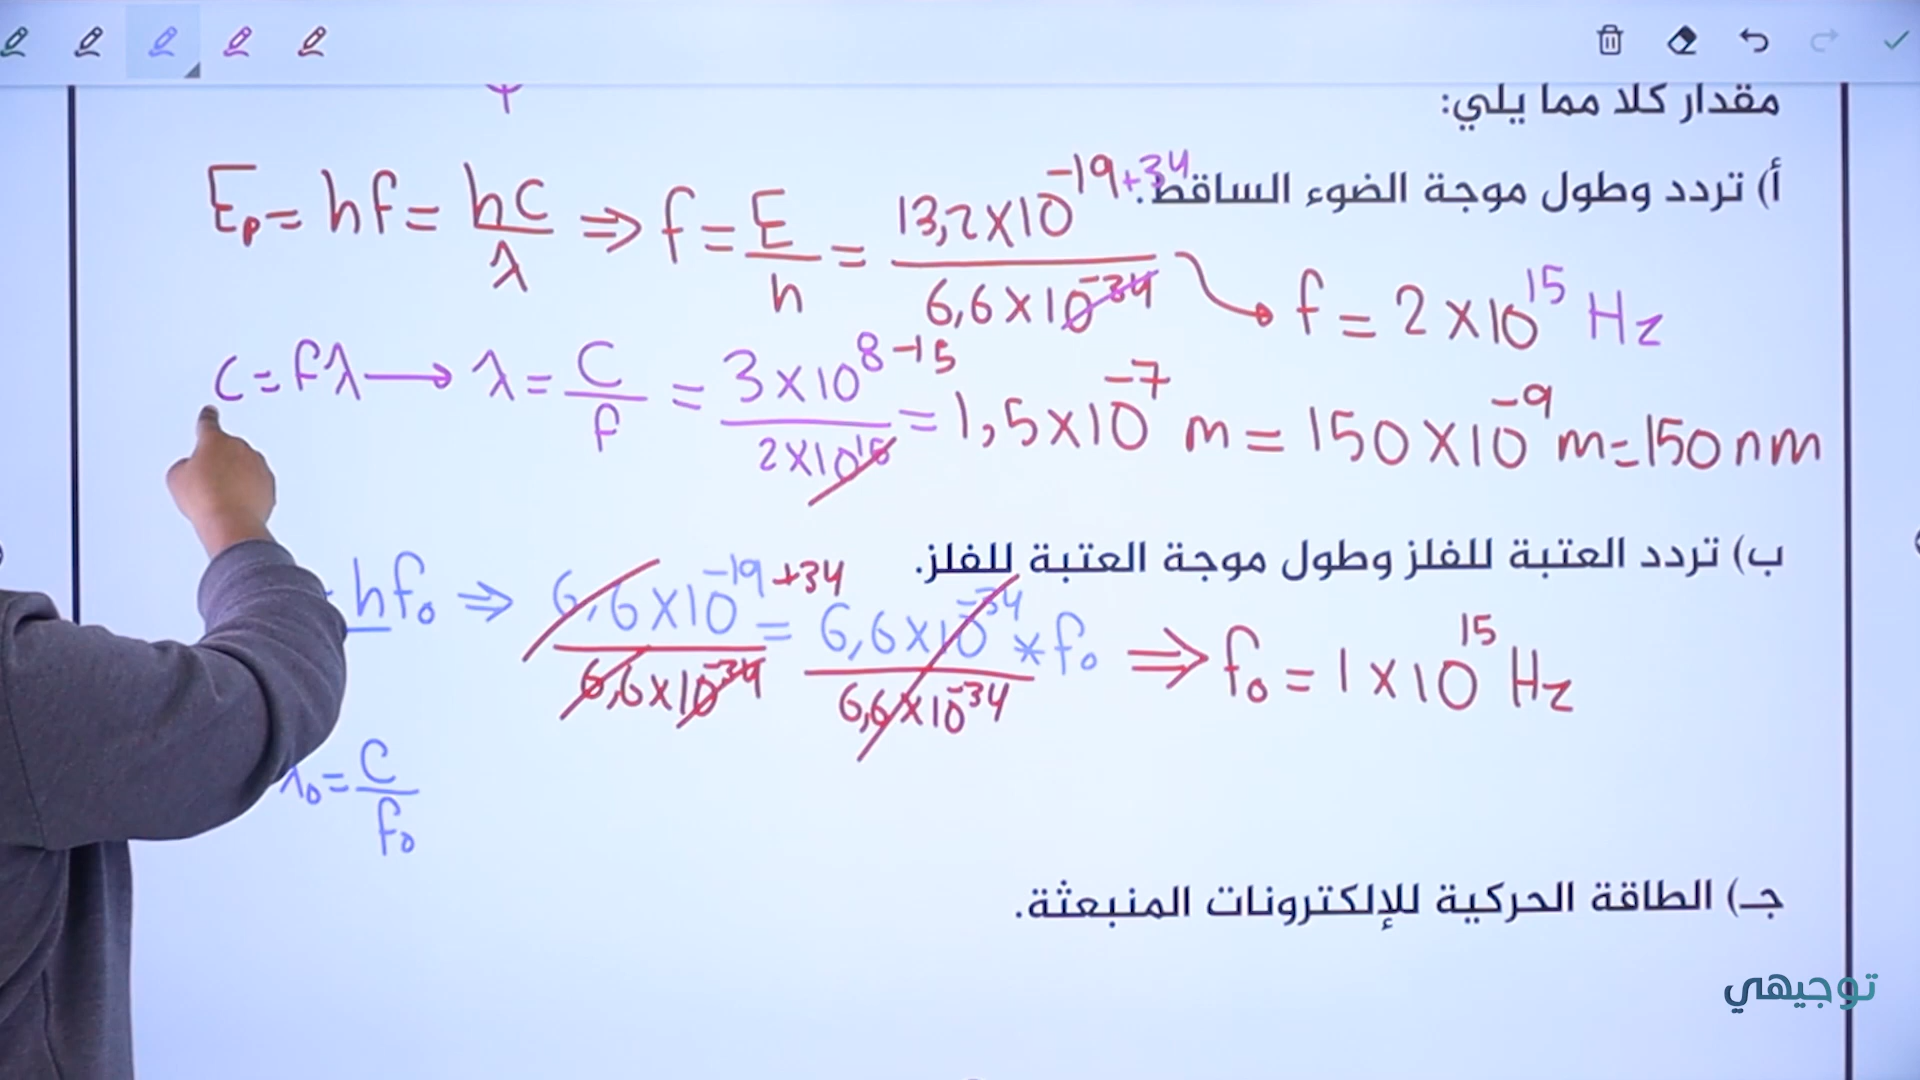 مقدار كلا مما يلي:
أ) تردد وطول موجة الضوء الساقط.
Ep = hf = hc/λ ⇒ f = E/h = 13,2×10^-19+34 / 6,6×10^-34 → f = 2×10^15 Hz
c = fλ → λ = C/f = 3×10^8-15 / 2×10^15 = 1,5×10^-7 m = 150×10^-9 m = 150 nm
ب) تردد العتبة للفلز وطول موجة العتبة للفلز.
hf₀ ⇒ 6,6×10^-19+34 / 6,6×10^-34 = 6,6×10^-34 * f₀ / 6,6×10^-34 ⇒ f₀ = 1×10^15 Hz
λ₀ = C/f₀
جـ) الطاقة الحركية للإلكترونات المنبعثة.
توجيهي